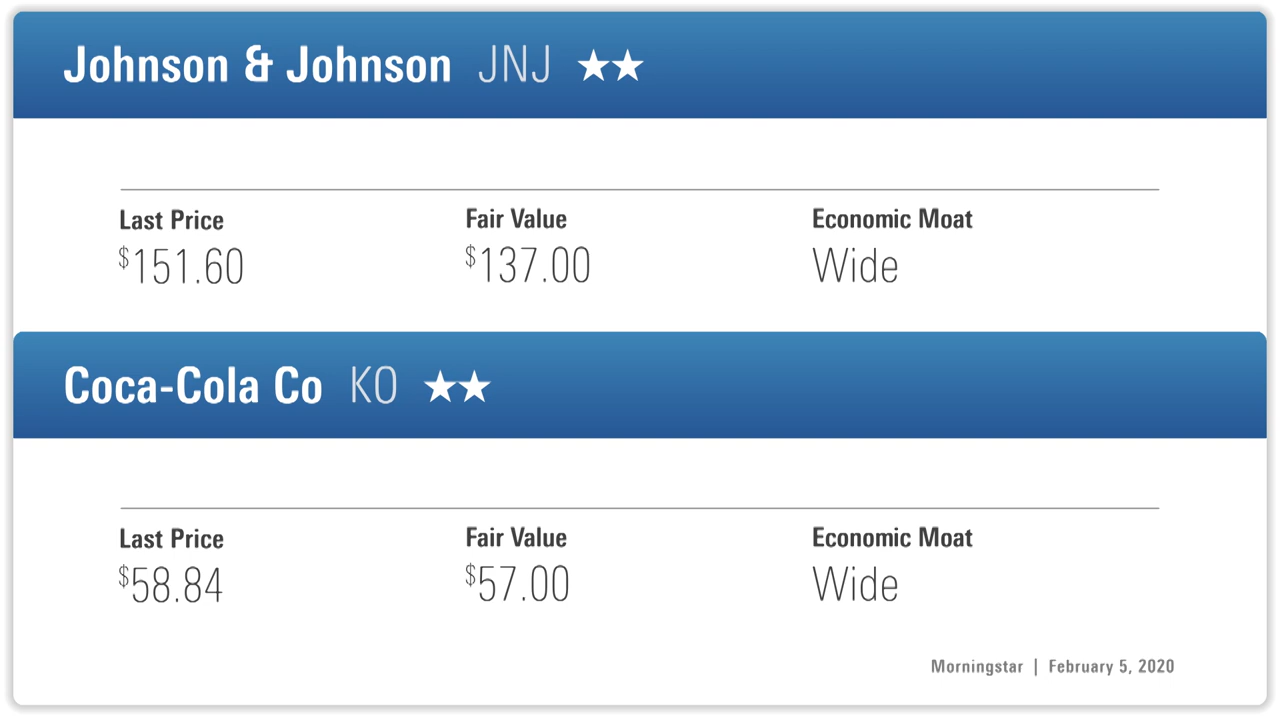 Johnson & Johnson JNJ ★★
Last Price Fair Value Economic Moat
$151.60 $137.00 Wide
Coca-Cola Co KO ★★
Last Price Fair Value Economic Moat
$58.84 $57.00 Wide
Morningstar | February 5, 2020